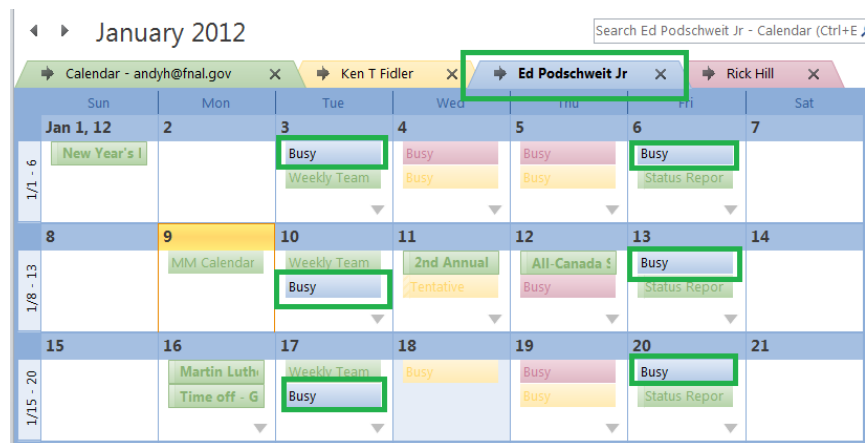 January 2012
Search Ed Podschweit Jr - Calendar (Ctrl+E
Calendar - andyh@fnal.gov
Ken T Fidler
Ed Podschweit Jr
Rick Hill
Sun Mon Tue Wed Thu Fri Sat
Jan 1, 12 2 3 4 5 6 7
1/1 - 6
New Year's Busy Busy Busy Busy
Weekly Team Busy Busy Status Repor
8 9 10 11 12 13 14
1/8 - 13
MM Calendar Weekly Team 2nd Annual All-Canada S Busy
Busy Tentative Busy Status Repor
15 16 17 18 19 20 21
1/15 - 20
Martin Luthe Weekly Team Busy Busy Busy
Time off - G Busy Busy Status Repor